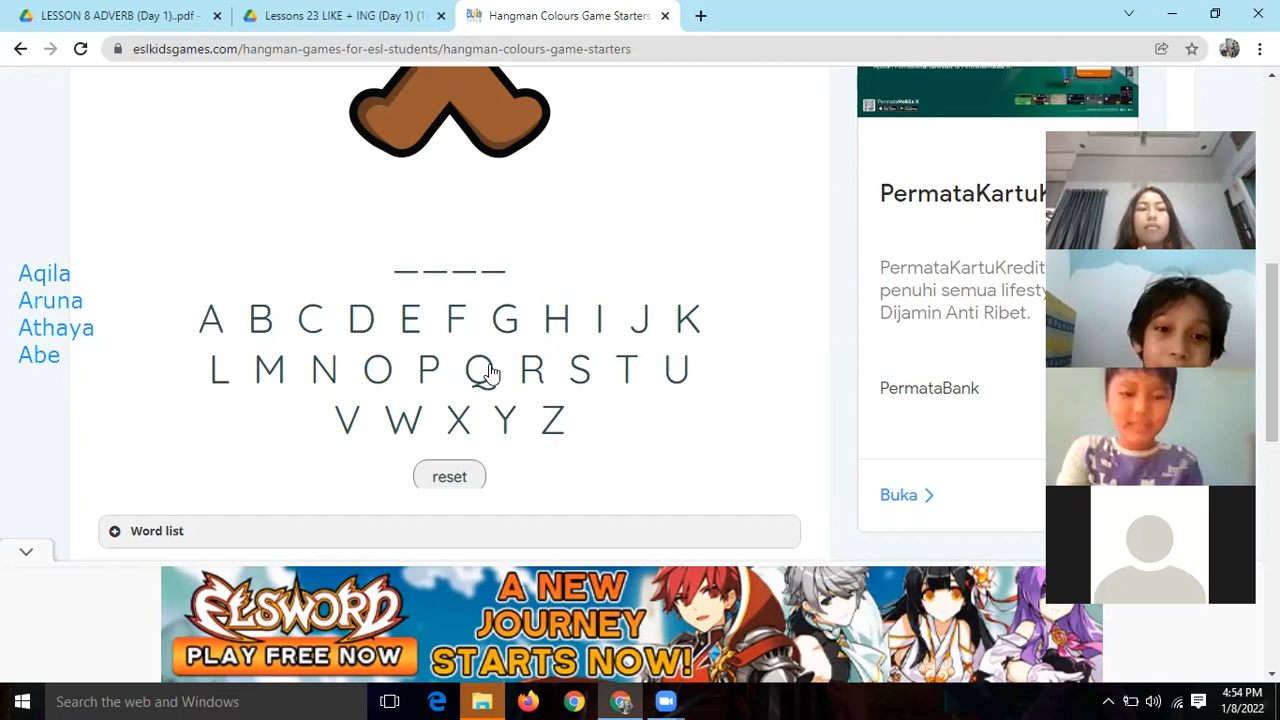 LESSON 8 ADVERB (Day 1)..pdf -
Lessons 23 LIKE + ING (Day 1) (1)
Hangman Colours Game Starters
eslkidsgames.com/hangman-games-for-esl-students/hangman-colours-game-starters
PermataMobile X
PermataKartuK
PermataKartuKredit
penuhi semua lifesty
Dijamin Anti Ribet.
PermataBank
Buka
Aqila
Aruna
Athaya
Abe
A B C D E F G H I J K
L M N O P Q R S T U
V W X Y Z
reset
Word list
ELSWORD
PLAY FREE NOW
A NEW
JOURNEY
STARTS NOW!
Search the web and Windows
4:54 PM
1/8/2022